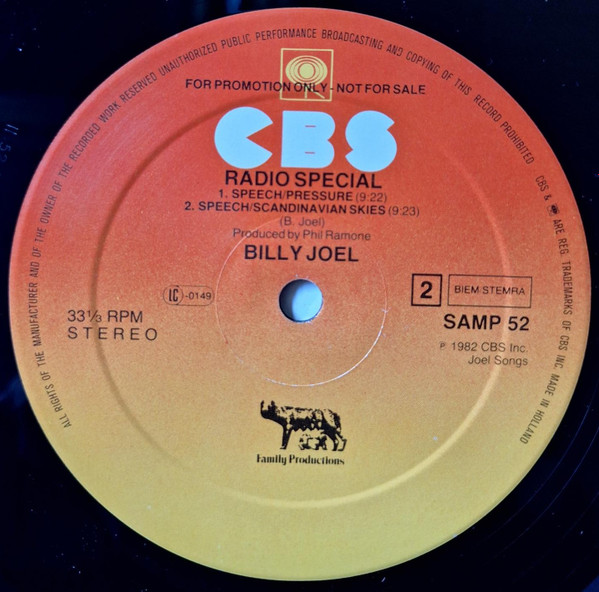 ALL RIGHTS OF THE MANUFACTURER AND OF THE OWNER OF THE RECORDED WORK RESERVED UNAUTHORIZED PUBLIC PERFORMANCE BROADCASTING AND COPYING OF THIS RECORD PROHIBITED CBS & ARE REG. TRADEMARKS OF CBS INC. MADE IN HOLLAND
FOR PROMOTION ONLY - NOT FOR SALE
CBS
RADIO SPECIAL
1. SPEECH/PRESSURE (9:22)
2. SPEECH/SCANDINAVIAN SKIES (9:23)
(B. Joel)
Produced by Phil Ramone
BILLY JOEL
LC-0149
2
BIEM STEMRA
33⅓ RPM
STEREO
SAMP 52
℗ 1982 CBS Inc.
Joel Songs
Family Productions